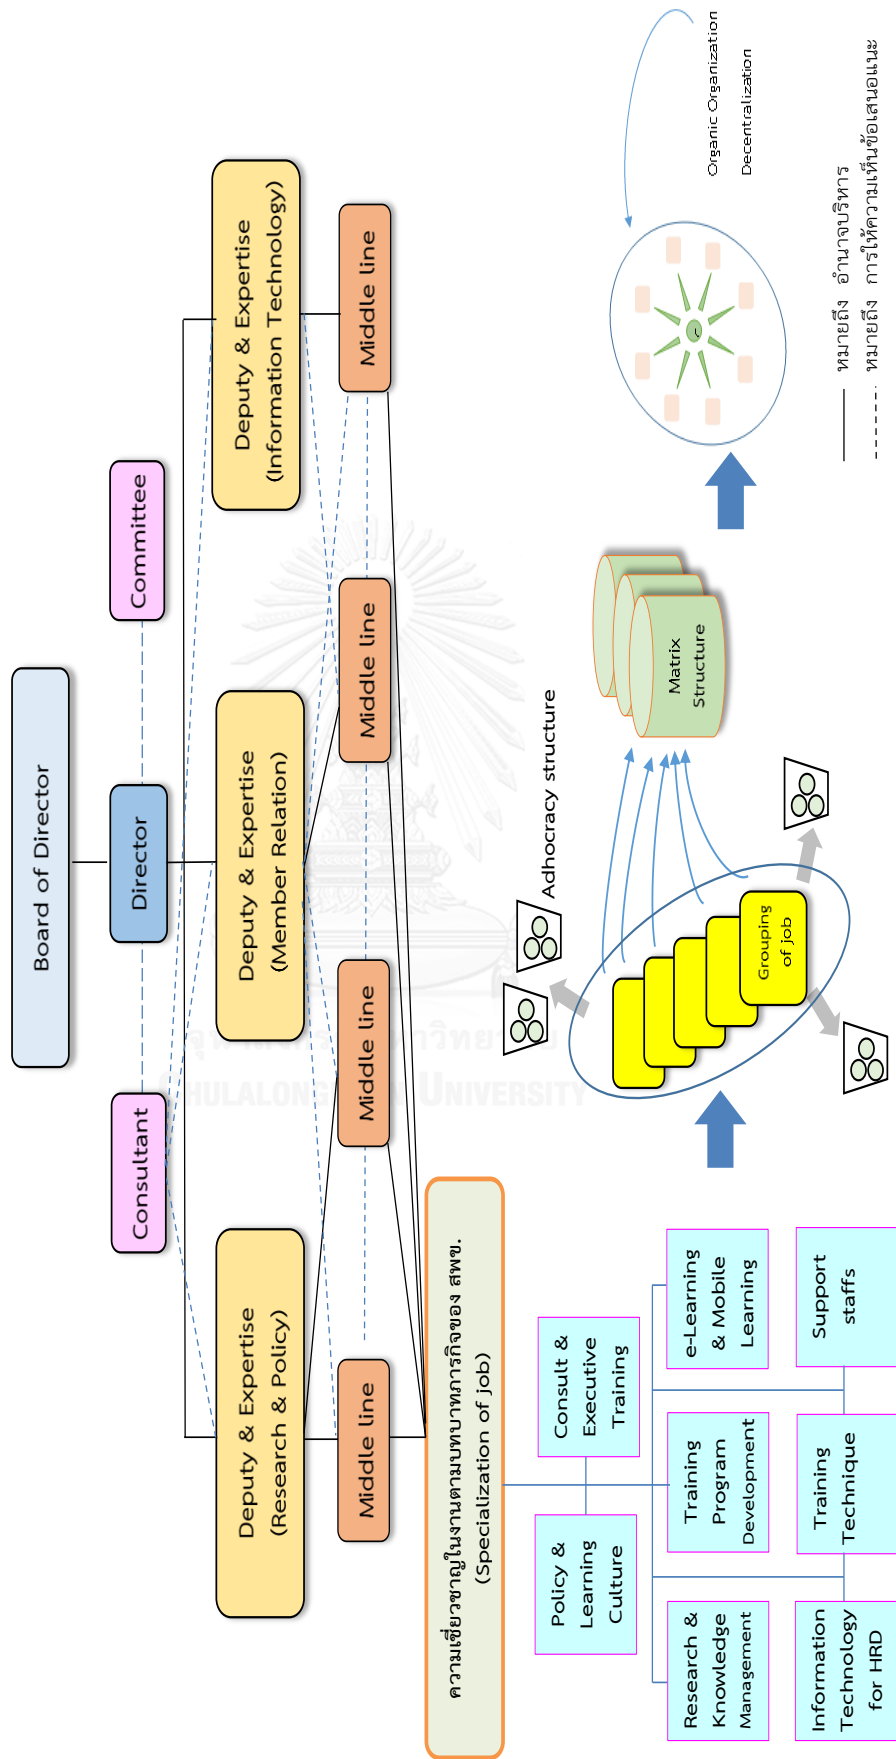 Board of Director
Consultant
Director
Committee
Deputy & Expertise
(Research & Policy)
Deputy & Expertise
(Member Relation)
Deputy & Expertise
(Information Technology)
Middle line
Middle line
Middle line
Middle line
ความเชี่ยวชาญในงานตามบทบาทภารกิจของ สพข.
(Specialization of job)
Policy &
Learning
Culture
Consult &
Executive
Training
Research &
Knowledge
Management
Training
Program
Development
e-Learning
& Mobile
Learning
Information
Technology
for HRD
Training
Technique
Support
staffs
Adhocracy structure
Grouping
of job
Matrix
Structure
Organic Organization
Decentralization
หมายถึง อำนาจบริหาร
หมายถึง การให้ความเห็นข้อเสนอแนะ
CHULALONGKORN UNIVERSITY